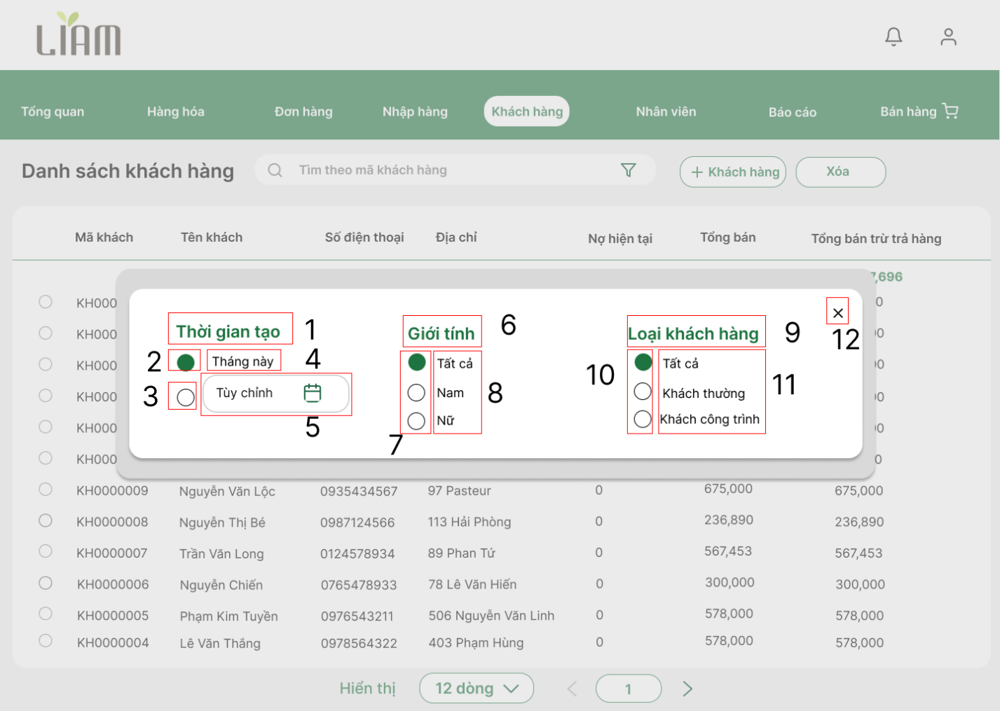 LIAM
Tổng quan Hàng hóa Đơn hàng Nhập hàng Khách hàng Nhân viên Báo cáo Bán hàng
Danh sách khách hàng Tìm theo mã khách hàng + Khách hàng Xóa
Mã khách Tên khách Số điện thoại Địa chỉ Nợ hiện tại Tổng bán Tổng bán trừ trả hàng
7,696
KH000 0
KH000 00
KH000 00
KH000 00
KH000 00
KH000 0
Thời gian tạo 1
2 Tháng này 4
3 Tùy chỉnh
5
Giới tính 6
Tất cả
Nam 8
Nữ
7
Loại khách hàng 9
10 Tất cả
Khách thường 11
Khách công trình
12
KH0000009 Nguyễn Văn Lộc 0935434567 97 Pasteur 0 675,000 675,000
KH0000008 Nguyễn Thị Bé 0987124566 113 Hải Phòng 0 236,890 236,890
KH0000007 Trần Văn Long 0124578934 89 Phan Tứ 0 567,453 567,453
KH0000006 Nguyễn Chiến 0765478933 78 Lê Văn Hiến 0 300,000 300,000
KH0000005 Phạm Kim Tuyền 0976543211 506 Nguyễn Văn Linh 0 578,000 578,000
KH0000004 Lê Văn Thắng 0978564322 403 Phạm Hùng 0 578,000 578,000
Hiển thị 12 dòng 1